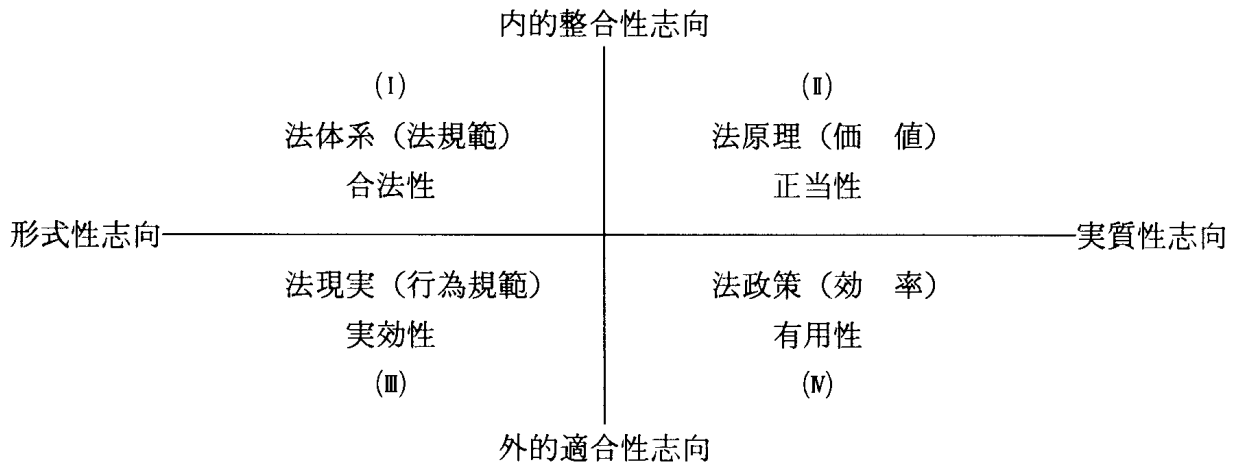 内的整合性志向
(Ⅰ)
(Ⅱ)
法体系（法規範）
法原理（価　値）
合法性
正当性
形式性志向
実質性志向
法現実（行為規範）
法政策（効　率）
実効性
有用性
(Ⅲ)
(Ⅳ)
外的適合性志向